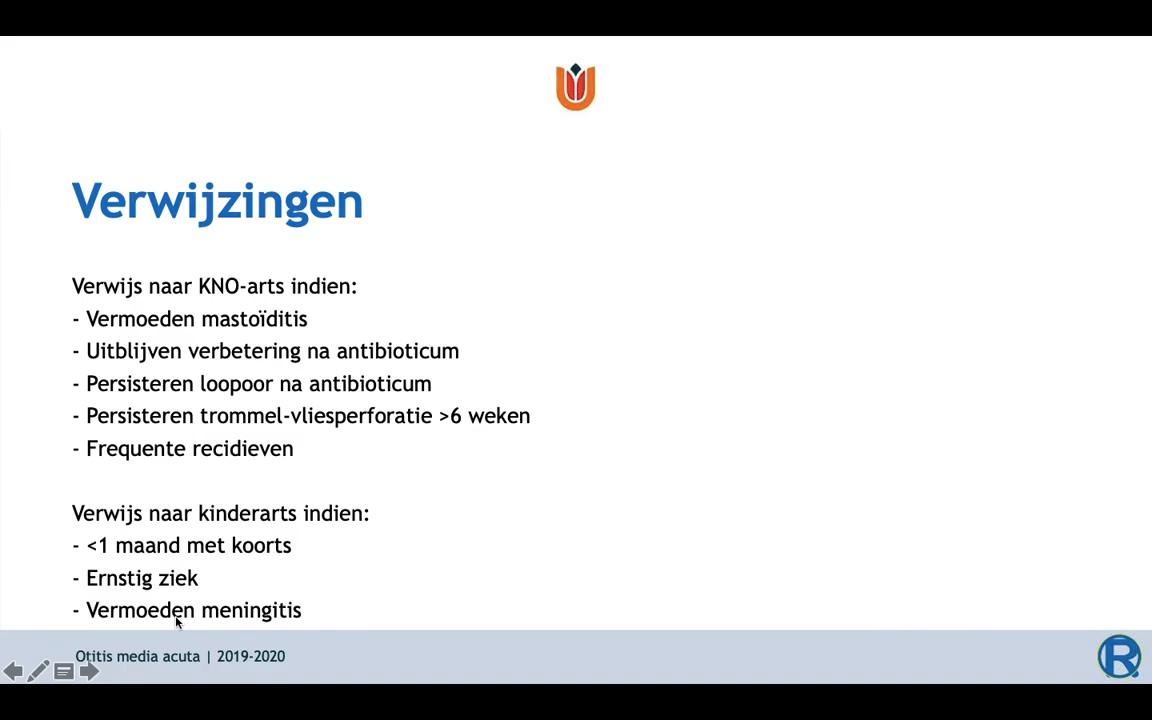 Verwijzingen
Verwijs naar KNO-arts indien:
- Vermoeden mastoïditis
- Uitblijven verbetering na antibioticum
- Persisteren loopoor na antibioticum
- Persisteren trommel-vliesperforatie >6 weken
- Frequente recidieven
Verwijs naar kinderarts indien:
- <1 maand met koorts
- Ernstig ziek
- Vermoeden meningitis
Otitis media acuta | 2019-2020
R